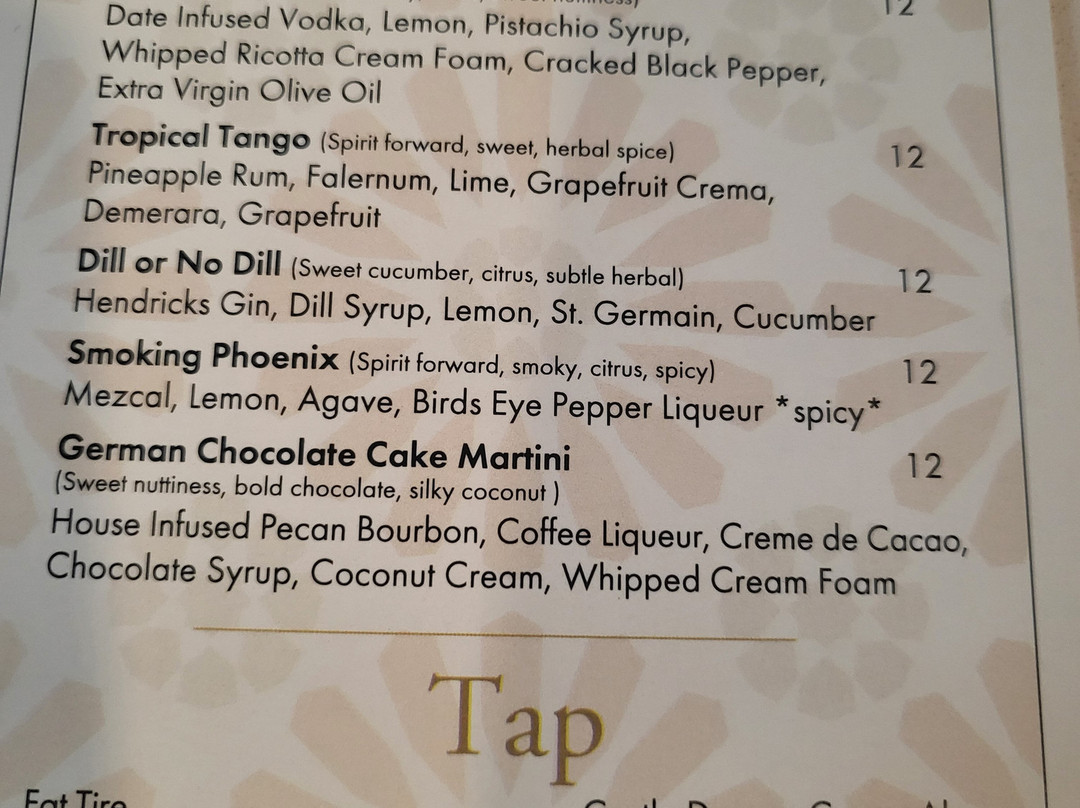 12
Date Infused Vodka, Lemon, Pistachio Syrup,
Whipped Ricotta Cream Foam, Cracked Black Pepper,
Extra Virgin Olive Oil
Tropical Tango (Spirit forward, sweet, herbal spice) 12
Pineapple Rum, Falernum, Lime, Grapefruit Crema,
Demerara, Grapefruit
Dill or No Dill (Sweet cucumber, citrus, subtle herbal) 12
Hendricks Gin, Dill Syrup, Lemon, St. Germain, Cucumber
Smoking Phoenix (Spirit forward, smoky, citrus, spicy) 12
Mezcal, Lemon, Agave, Birds Eye Pepper Liqueur *spicy*
German Chocolate Cake Martini 12
(Sweet nuttiness, bold chocolate, silky coconut )
House Infused Pecan Bourbon, Coffee Liqueur, Creme de Cacao,
Chocolate Syrup, Coconut Cream, Whipped Cream Foam
Tap
Fat Tire